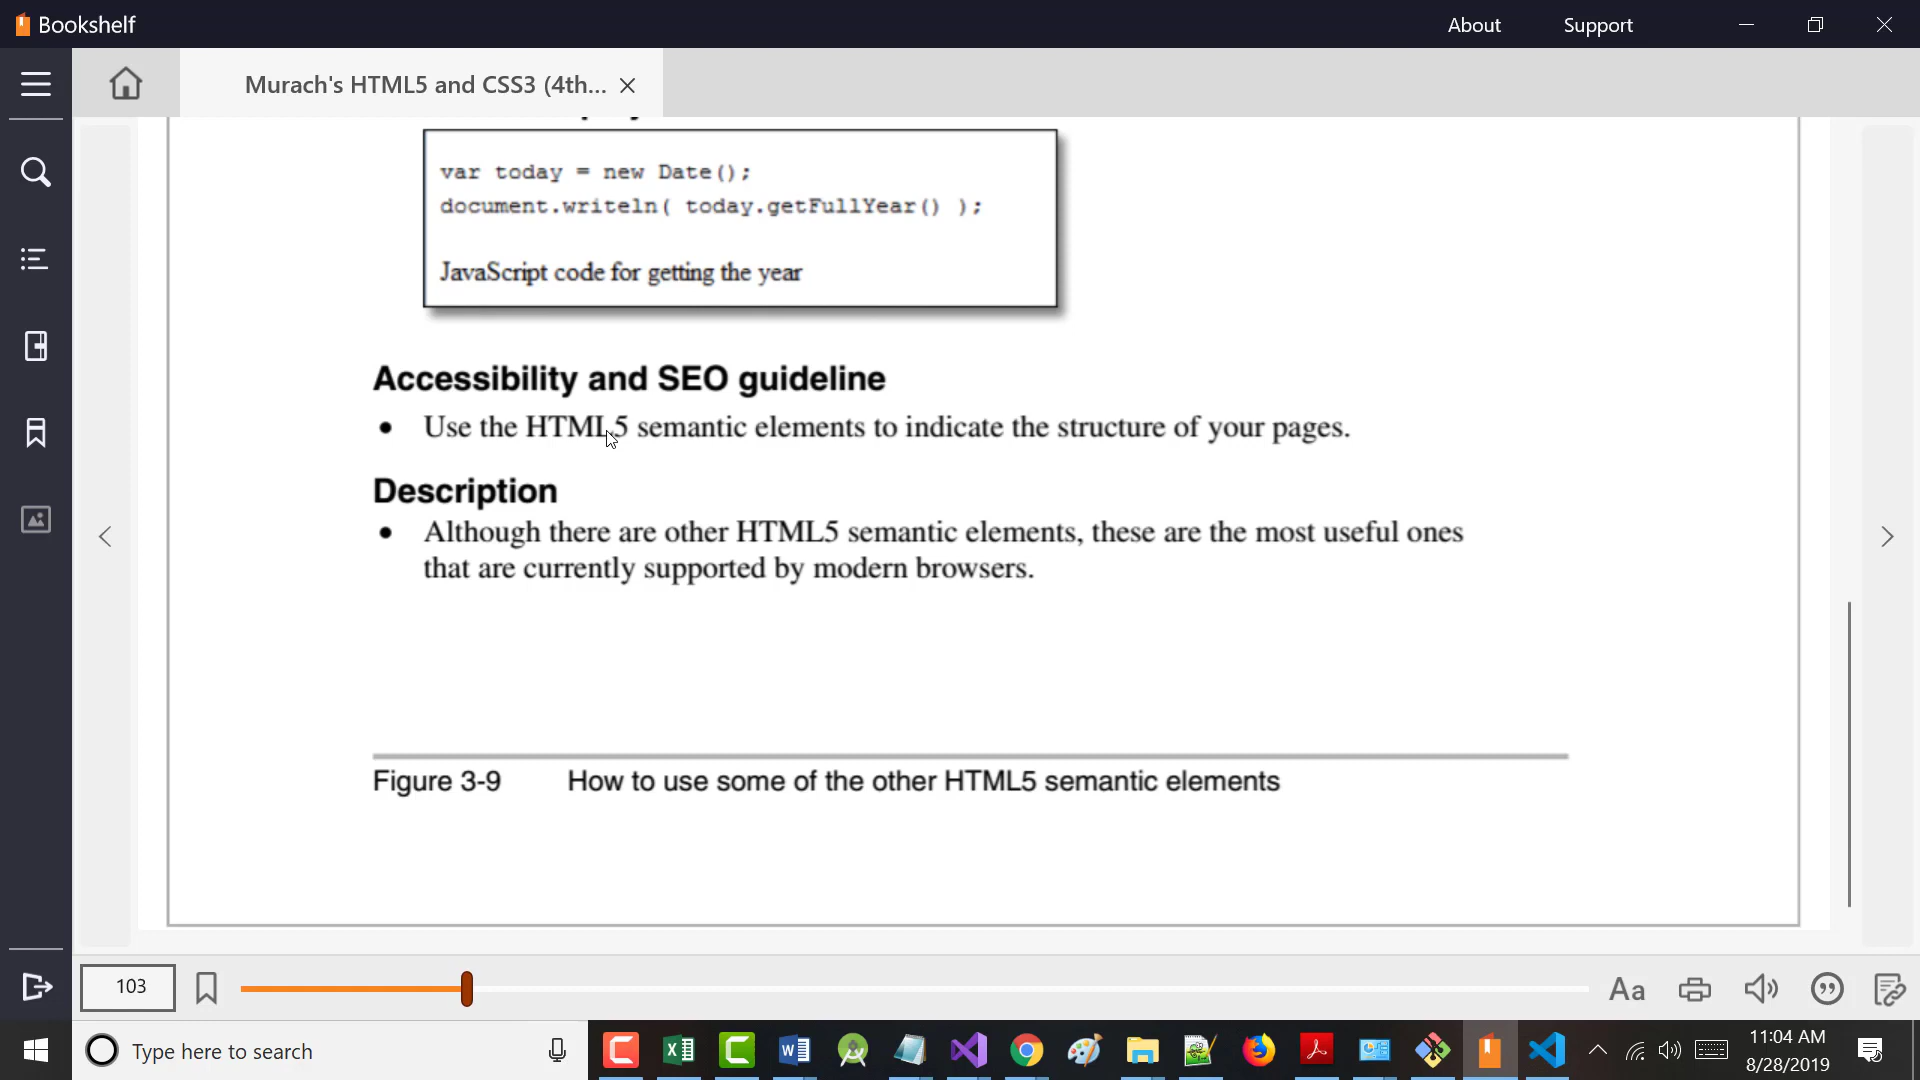 Bookshelf
About
Support
Murach's HTML5 and CSS3 (4th...
var today = new Date();
document.writeln( today.getFullYear() );
JavaScript code for getting the year
Accessibility and SEO guideline
• Use the HTML5 semantic elements to indicate the structure of your pages.
Description
• Although there are other HTML5 semantic elements, these are the most useful ones
that are currently supported by modern browsers.
Figure 3-9 How to use some of the other HTML5 semantic elements
103
Aa
Type here to search
11:04 AM
8/28/2019